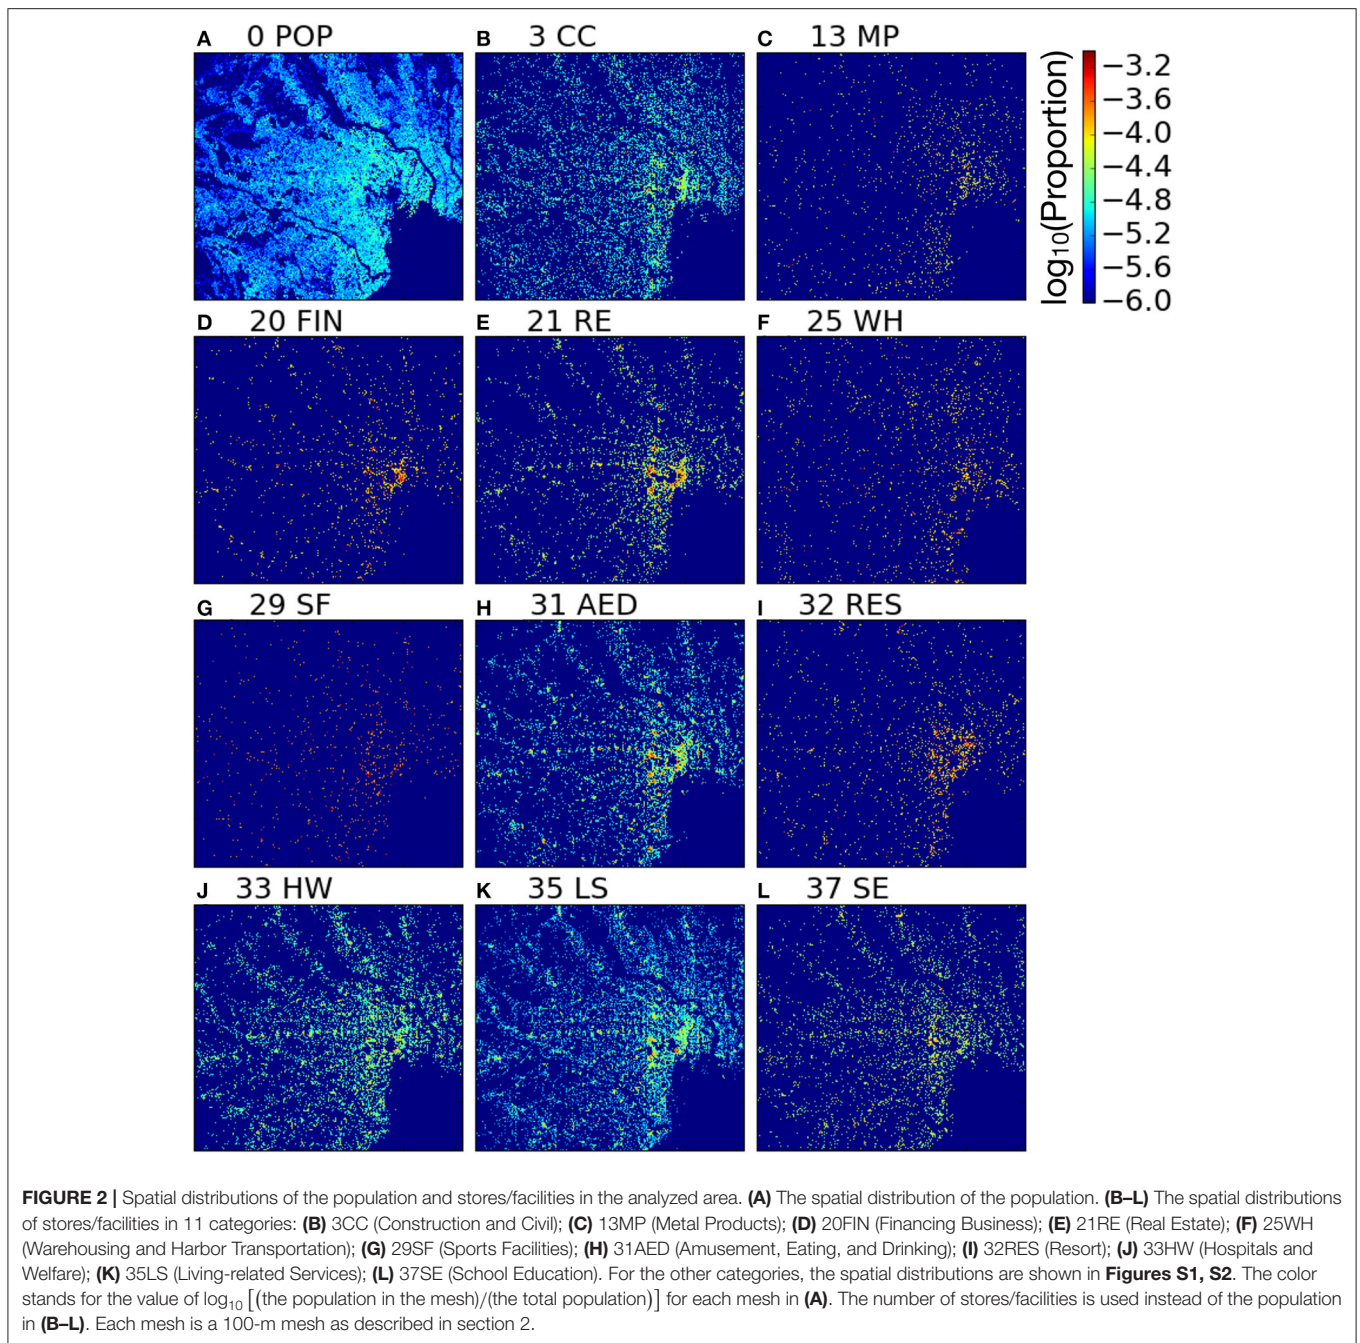 A 0 POP
B 3 CC
C 13 MP
log₁₀(Proportion)
−3.2
−3.6
−4.0
−4.4
−4.8
−5.2
−5.6
−6.0
D 20 FIN
E 21 RE
F 25 WH
G 29 SF
H 31 AED
I 32 RES
J 33 HW
K 35 LS
L 37 SE
FIGURE 2 | Spatial distributions of the population and stores/facilities in the analyzed area. (A) The spatial distribution of the population. (B–L) The spatial distributions
of stores/facilities in 11 categories: (B) 3CC (Construction and Civil); (C) 13MP (Metal Products); (D) 20FIN (Financing Business); (E) 21RE (Real Estate); (F) 25WH
(Warehousing and Harbor Transportation); (G) 29SF (Sports Facilities); (H) 31AED (Amusement, Eating, and Drinking); (I) 32RES (Resort); (J) 33HW (Hospitals and
Welfare); (K) 35LS (Living-related Services); (L) 37SE (School Education). For the other categories, the spatial distributions are shown in Figures S1, S2. The color
stands for the value of log₁₀ [(the population in the mesh)/(the total population)] for each mesh in (A). The number of stores/facilities is used instead of the population
in (B–L). Each mesh is a 100-m mesh as described in section 2.